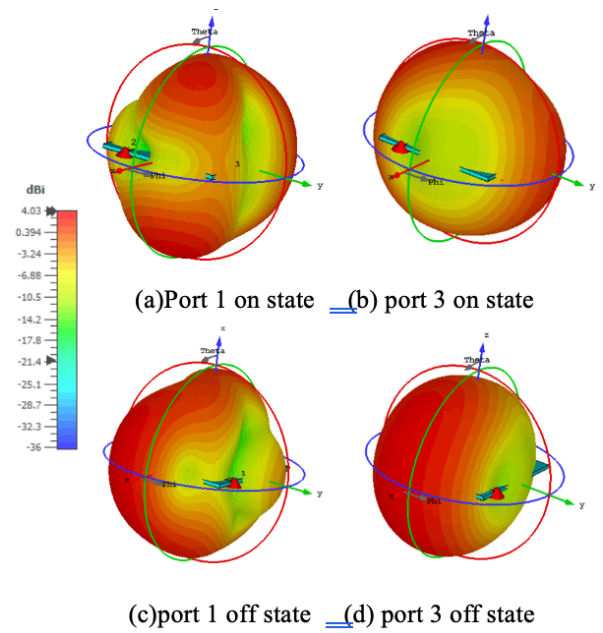 Theta
Theta
2
3
x
Phi
y
x
Phi
y
dBi
4.03
0.394
-3.24
-6.88
-10.5
-14.2
-17.8
-21.4
-25.1
-28.7
-32.3
-36
(a)Port 1 on state (b) port 3 on state
z
Theta
3
x
Phi
y
z
Theta
x
Phi
y
(c)port 1 off state (d) port 3 off state